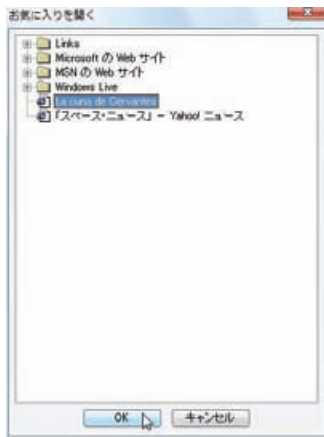 お気に入りを開く
Links
Microsoft の Web サイト
MSN の Web サイト
Windows Live
La cuna de Cervantes
「スペース・ニュース」 - Yahoo! ニュース
OK キャンセル